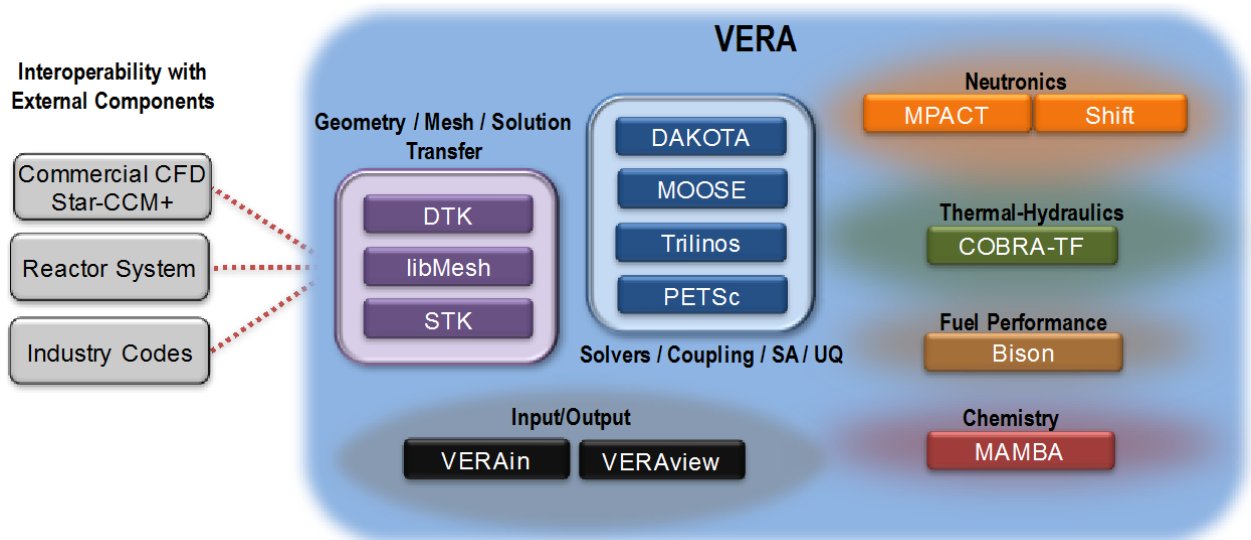 VERA
Interoperability with
External Components
Commercial CFD
Star-CCM+
Reactor System
Industry Codes
Geometry / Mesh / Solution
Transfer
DTK
libMesh
STK
DAKOTA
MOOSE
Trilinos
PETSc
Solvers / Coupling / SA / UQ
Input/Output
VERAin
VERAview
Neutronics
MPACT
Shift
Thermal-Hydraulics
COBRA-TF
Fuel Performance
Bison
Chemistry
MAMBA